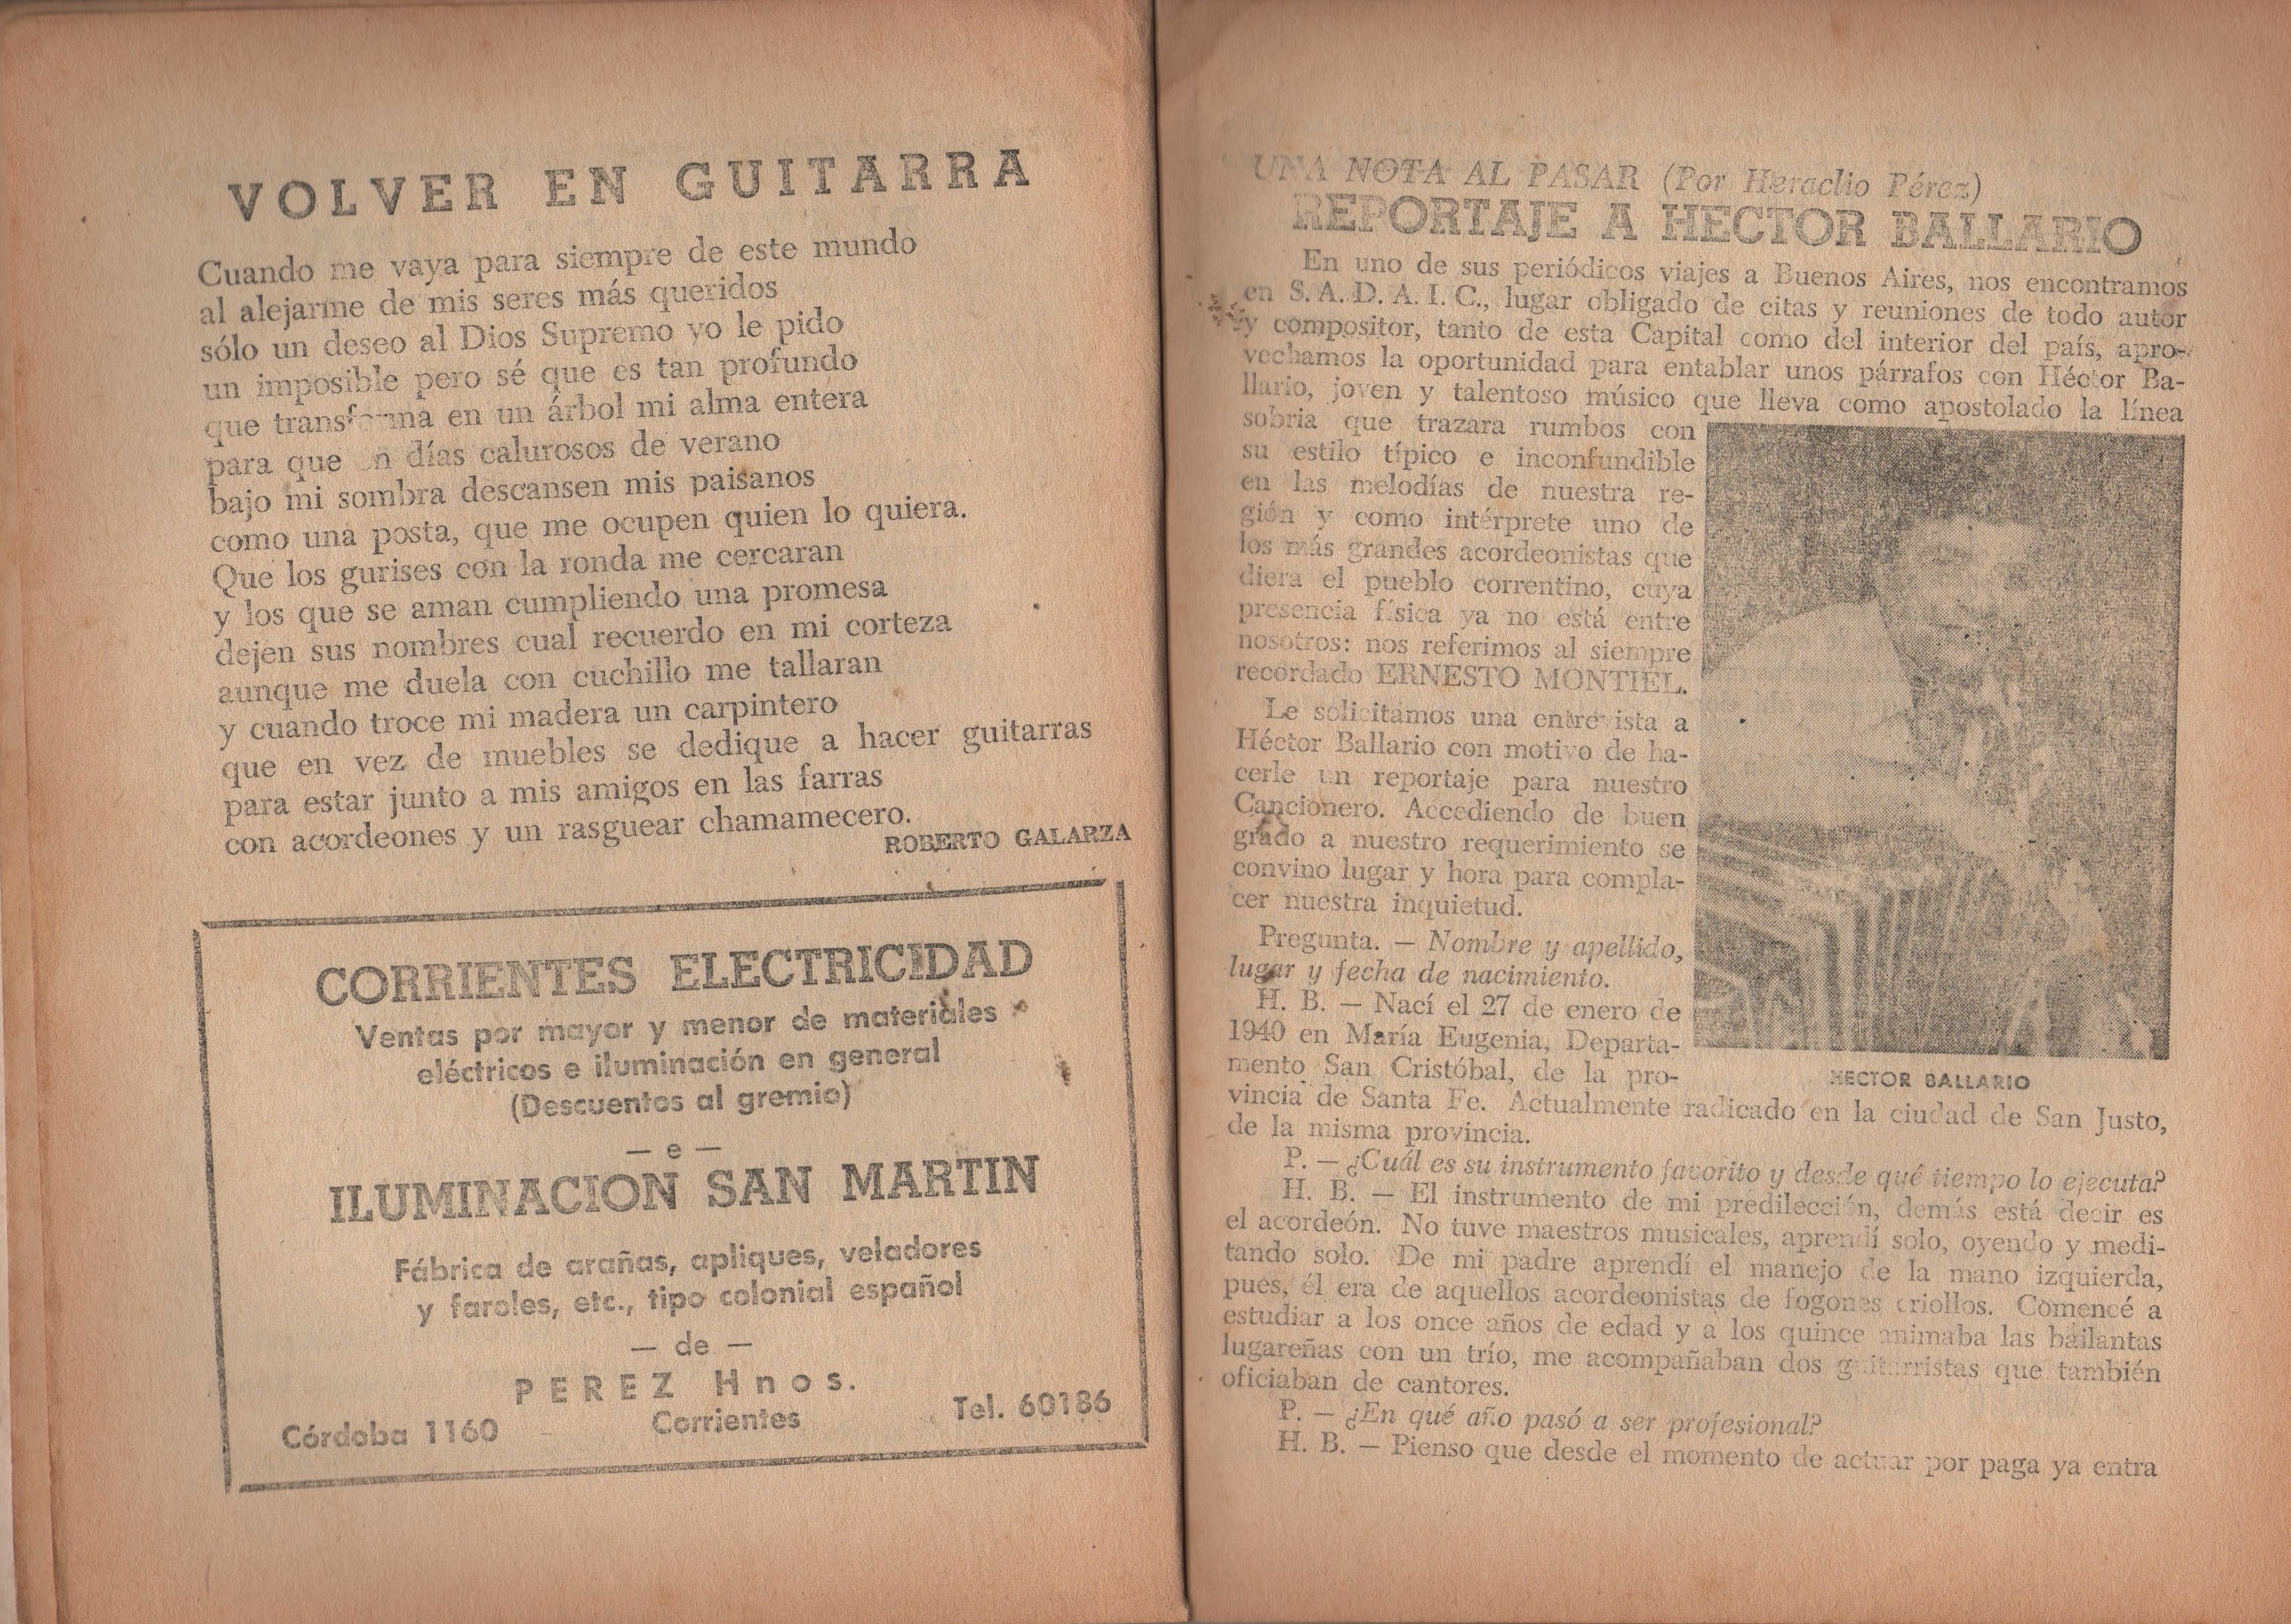 VOLVER EN GUITARRA
Cuando me vaya para siempre de este mundo
al alejarme de mis seres más queridos
sólo un deseo al Dios Supremo yo le pido
un imposible pero sé que es tan profundo
que transforma en un árbol mi alma entera
para que en días calurosos de verano
bajo mi sombra descansen mis paisanos
como una posta, que me ocupen quien lo quiera.
Que los gurises con la ronda me cercaran
y los que se aman cumpliendo una promesa
dejen sus nombres cual recuerdo en mi corteza
aunque me duela con cuchillo me tallaran
y cuando troce mi madera un carpintero
que en vez de muebles se dedique a hacer guitarras
para estar junto a mis amigos en las farras
con acordeones y un rasguear chamamecero.
ROBERTO GALARZA
CORRIENTES ELECTRICIDAD
Ventas por mayor y menor de materiales
eléctricos e iluminación en general
(Descuentos al gremio)
— e —
ILUMINACION SAN MARTIN
Fábrica de arañas, apliques, veladores
y faroles, etc., tipo colonial español
— de —
PEREZ Hnos.
Córdoba 1160 - Corrientes Tel. 60186
UNA NOTA AL PASAR (Por Heraclio Pérez)
REPORTAJE A HECTOR BALLARIO
En uno de sus periódicos viajes a Buenos Aires, nos encontramos
en S. A. D. A. I. C., lugar obligado de citas y reuniones de todo autor
y compositor, tanto de esta Capital como del interior del país, apro-
vechamos la oportunidad para entablar unos párrafos con Héctor Ba-
llario, joven y talentoso músico que lleva como apostolado la línea
sobria que trazara rumbos con
su estilo típico e inconfundible
en las melodías de nuestra re-
gión y como intérprete uno de
los más grandes acordeonistas que
diera el pueblo correntino, cuya
presencia física ya no está entre
nosotros: nos referimos al siempre
recordado ERNESTO MONTIEL.
Le solicitamos una entrevista a
Héctor Ballario con motivo de ha-
cerle un reportaje para nuestro
Cancionero. Accediendo de buen
grado a nuestro requerimiento se
convino lugar y hora para compla-
cer nuestra inquietud.
Pregunta. — Nombre y apellido,
lugar y fecha de nacimiento.
H. B. — Nací el 27 de enero de
1940 en María Eugenia, Departa-
mento San Cristóbal, de la pro-
HECTOR BALLARIO
vincia de Santa Fe. Actualmente radicado en la ciudad de San Justo,
de la misma provincia.
P. — ¿Cuál es su instrumento favorito y desde qué tiempo lo ejecuta?
H. B. — El instrumento de mi predilección, demás está decir es
el acordeón. No tuve maestros musicales, aprendí solo, oyendo y medi-
tando solo. De mi padre aprendí el manejo de la mano izquierda,
pues, él era de aquellos acordeonistas de fogones criollos. Comencé a
estudiar a los once años de edad y a los quince animaba las bailantas
lugareñas con un trío, me acompañaban dos guitarristas que también
oficiaban de cantores.
P. — ¿En qué año pasó a ser profesional?
H. B. — Pienso que desde el momento de actuar por paga ya entra